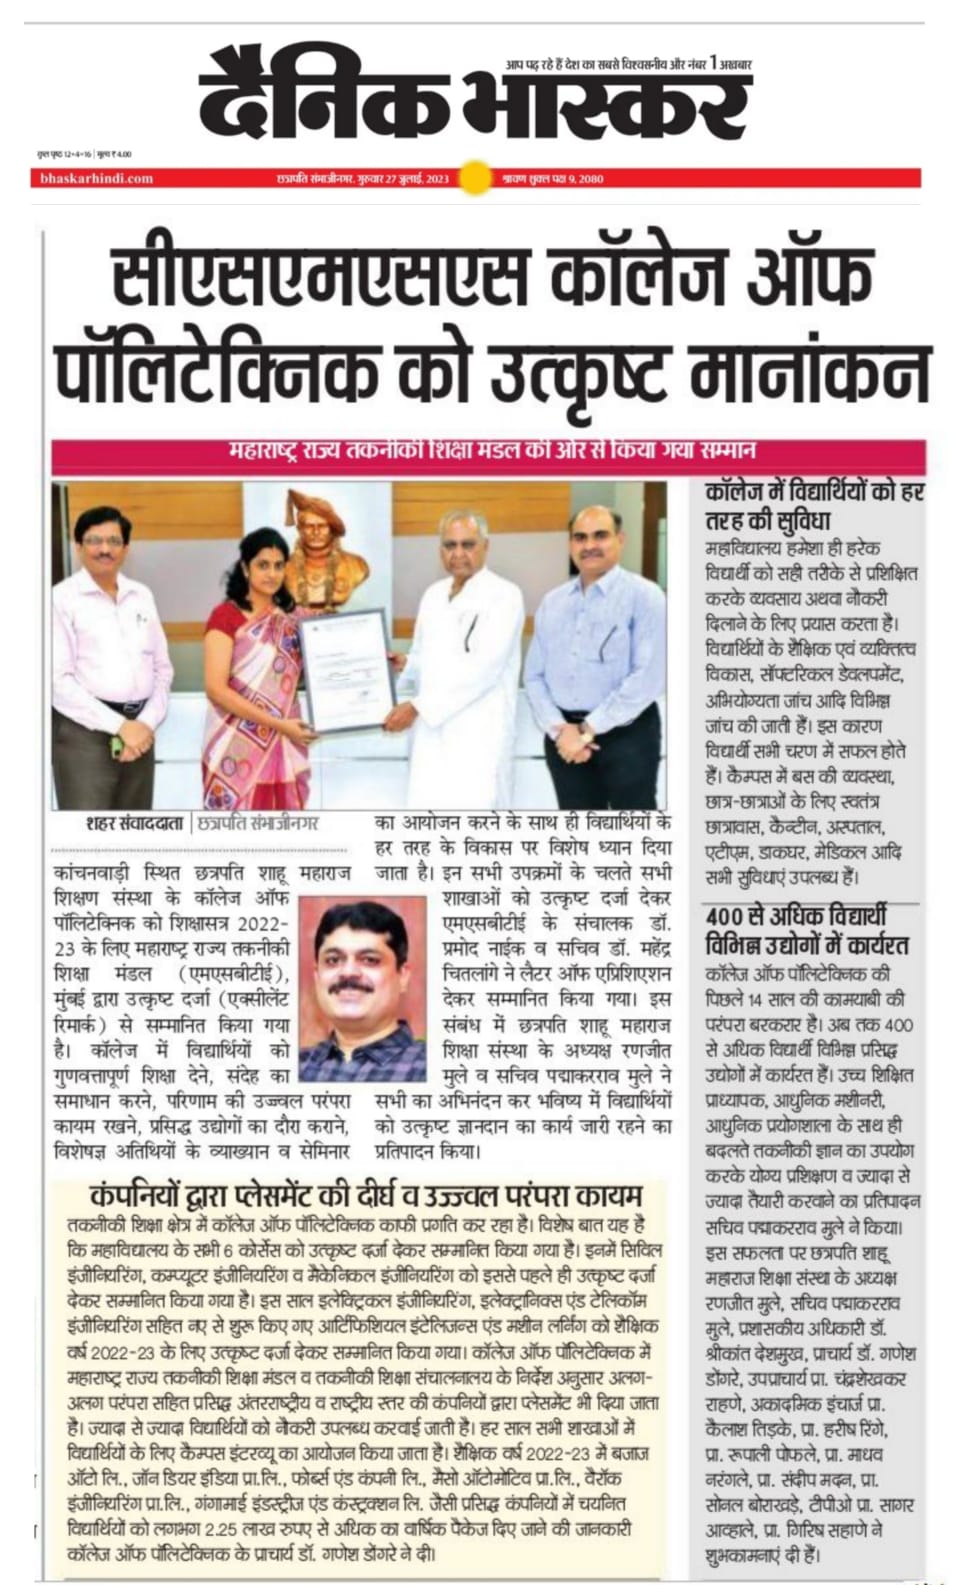 आप पढ़ रहे हैं देश का सबसे विश्वसनीय और नंबर 1 अखबार
दैनिक भास्कर
कुल पृष्ठ 12+4=16 | मूल्य ₹ 4.00
bhaskarhindi.com
छत्रपति संभाजीनगर, गुरुवार 27 जुलाई, 2023
श्रावण शुक्ल पक्ष 9, 2080
सीएसएमएसएस कॉलेज ऑफ
पॉलिटेक्निक को उत्कृष्ट मानांकन
महाराष्ट्र राज्य तकनीकी शिक्षा मंडल की ओर से किया गया सम्मान
शहर संवाददाता | छत्रपति संभाजीनगर
कांचनवाड़ी स्थित छत्रपति शाहू महाराज
शिक्षण संस्था के कॉलेज ऑफ
पॉलिटेक्निक को शिक्षासत्र 2022-
23 के लिए महाराष्ट्र राज्य तकनीकी
शिक्षा मंडल (एमएसबीटीई),
मुंबई द्वारा उत्कृष्ट दर्जा (एक्सीलेंट
रिमार्क) से सम्मानित किया गया
है। कॉलेज में विद्यार्थियों को
गुणवत्तापूर्ण शिक्षा देने, संदेह का
समाधान करने, परिणाम की उज्ज्वल परंपरा
कायम रखने, प्रसिद्ध उद्योगों का दौरा कराने,
विशेषज्ञ अतिथियों के व्याख्यान व सेमिनार
का आयोजन करने के साथ ही विद्यार्थियों के
हर तरह के विकास पर विशेष ध्यान दिया
जाता है। इन सभी उपक्रमों के चलते सभी
शाखाओं को उत्कृष्ट दर्जा देकर
एमएसबीटीई के संचालक डॉ.
प्रमोद नाईक व सचिव डॉ. महेंद्र
चितलांगे ने लैटर ऑफ एप्रिशिएशन
देकर सम्मानित किया गया। इस
संबंध में छत्रपति शाहू महाराज
शिक्षा संस्था के अध्यक्ष रणजीत
मुले व सचिव पद्माकरराव मुले ने
सभी का अभिनंदन कर भविष्य में विद्यार्थियों
को उत्कृष्ट ज्ञानदान का कार्य जारी रहने का
प्रतिपादन किया।
कंपनियों द्वारा प्लेसमेंट की दीर्घ व उज्ज्वल परंपरा कायम
तकनीकी शिक्षा क्षेत्र में कॉलेज ऑफ पॉलिटेक्निक काफी प्रगति कर रहा है। विशेष बात यह है
कि महाविद्यालय के सभी 6 कोर्सेस को उत्कृष्ट दर्जा देकर सम्मानित किया गया है। इनमें सिविल
इंजीनियरिंग, कम्प्यूटर इंजीनियरिंग व मैकेनिकल इंजीनियरिंग को इससे पहले ही उत्कृष्ट दर्जा
देकर सम्मानित किया गया है। इस साल इलेक्ट्रिकल इंजीनियरिंग, इलेक्ट्रानिक्स एंड टेलिकॉम
इंजीनियरिंग सहित नए से शुरू किए गए आर्टिफिशियल इंटेलिजन्स एंड मशीन लर्निंग को शैक्षिक
वर्ष 2022-23 के लिए उत्कृष्ट दर्जा देकर सम्मानित किया गया। कॉलेज ऑफ पॉलिटेक्निक में
महाराष्ट्र राज्य तकनीकी शिक्षा मंडल व तकनीकी शिक्षा संचालनालय के निर्देश अनुसार अलग-
अलग परंपरा सहित प्रसिद्ध अंतरराष्ट्रीय व राष्ट्रीय स्तर की कंपनियों द्वारा प्लेसमेंट भी दिया जाता
है। ज्यादा से ज्यादा विद्यार्थियों को नौकरी उपलब्ध करवाई जाती है। हर साल सभी शाखाओं में
विद्यार्थियों के लिए कैम्पस इंटरव्यू का आयोजन किया जाता है। शैक्षिक वर्ष 2022-23 में बजाज
ऑटो लि., जॉन डियर इंडिया प्रा.लि., फोर्ब्स एंड कंपनी लि., मैसो ऑटोमोटिव प्रा.लि., वैरॉक
इंजीनियरिंग प्रा.लि., गंगामाई इंडस्ट्रीज एंड कंस्ट्रक्शन लि. जैसी प्रसिद्ध कंपनियों में चयनित
विद्यार्थियों को लगभग 2.25 लाख रुपए से अधिक का वार्षिक पैकेज दिए जाने की जानकारी
कॉलेज ऑफ पॉलिटेक्निक के प्राचार्य डॉ. गणेश डोंगरे ने दी।
कॉलेज में विद्यार्थियों को हर
तरह की सुविधा
महाविद्यालय हमेशा ही हरेक
विद्यार्थी को सही तरीके से प्रशिक्षित
करके व्यवसाय अथवा नौकरी
दिलाने के लिए प्रयास करता है।
विद्यार्थियों के शैक्षिक एवं व्यक्तित्व
विकास, सॉफ्टरिकल डेवलपमेंट,
अभियोग्यता जांच आदि विभिन्न
जांच की जाती हैं। इस कारण
विद्यार्थी सभी चरण में सफल होते
हैं। कैम्पस में बस की व्यवस्था,
छात्र-छात्राओं के लिए स्वतंत्र
छात्रावास, कैन्टीन, अस्पताल,
एटीएम, डाकघर, मेडिकल आदि
सभी सुविधाएं उपलब्ध हैं।
400 से अधिक विद्यार्थी
विभिन्न उद्योगों में कार्यरत
कॉलेज ऑफ पॉलिटेक्निक की
पिछले 14 साल की कामयाबी की
परंपरा बरकरार है। अब तक 400
से अधिक विद्यार्थी विभिन्न प्रसिद्ध
उद्योगों में कार्यरत हैं। उच्च शिक्षित
प्राध्यापक, आधुनिक मशीनरी,
आधुनिक प्रयोगशाला के साथ ही
बदलते तकनीकी ज्ञान का उपयोग
करके योग्य प्रशिक्षण व ज्यादा से
ज्यादा तैयारी करवाने का प्रतिपादन
सचिव पद्माकरराव मुले ने किया।
इस सफलता पर छत्रपति शाहू
महाराज शिक्षा संस्था के अध्यक्ष
रणजीत मुले, सचिव पद्माकरराव
मुले, प्रशासकीय अधिकारी डॉ.
श्रीकांत देशमुख, प्राचार्य डॉ. गणेश
डोंगरे, उपप्राचार्य प्रा. चंद्रशेखकर
राहणे, अकादमिक इंचार्ज प्रा.
कैलाश तिड़के, प्रा. हरीष रिंगे,
प्रा. रूपाली पोफले, प्रा. माधव
नरंगले, प्रा. संदीप मदन, प्रा.
सोनल बोराखड़े, टीपीओ प्रा. सागर
आव्हाले, प्रा. गिरिष सहाणे ने
शुभकामनाएं दी हैं।